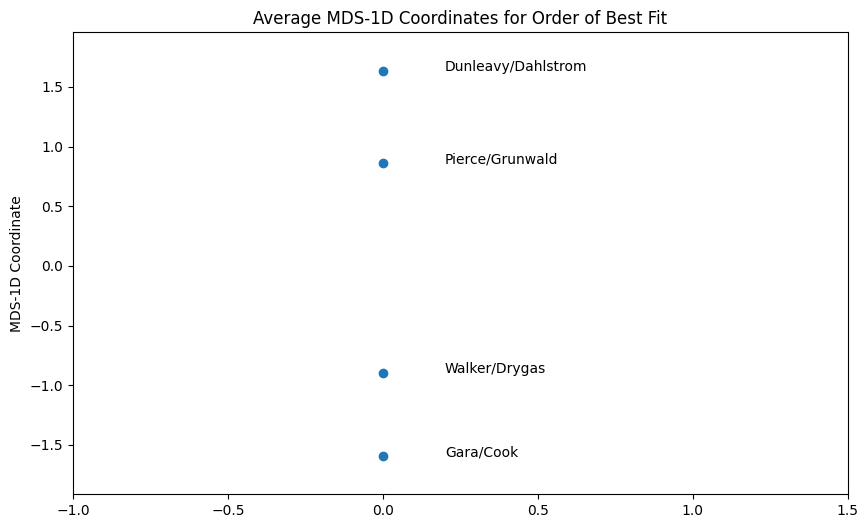 Average MDS-1D Coordinates for Order of Best Fit
MDS-1D Coordinate
1.5
1.0
0.5
0.0
−0.5
−1.0
−1.5
Dunleavy/Dahlstrom
Pierce/Grunwald
Walker/Drygas
Gara/Cook
−1.0
−0.5
0.0
0.5
1.0
1.5